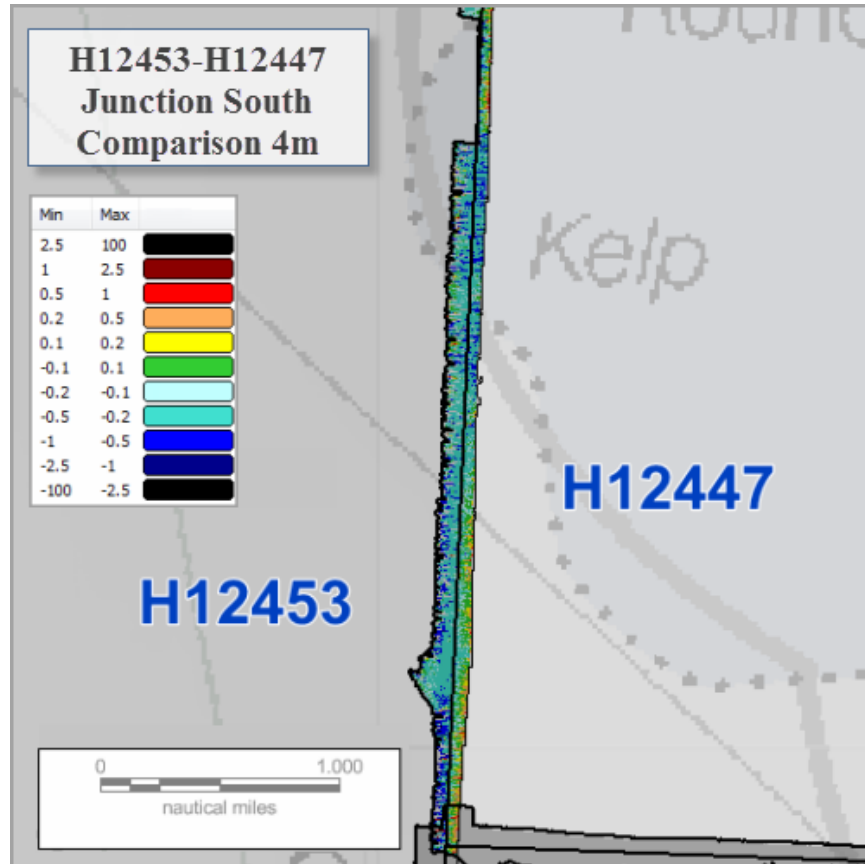 H12453-H12447
Junction South
Comparison 4m
Min Max
2.5 100
1 2.5
0.5 1
0.2 0.5
0.1 0.2
-0.1 0.1
-0.2 -0.1
-0.5 -0.2
-1 -0.5
-2.5 -1
-100 -2.5
Kelp
H12447
H12453
0 1.000
nautical miles